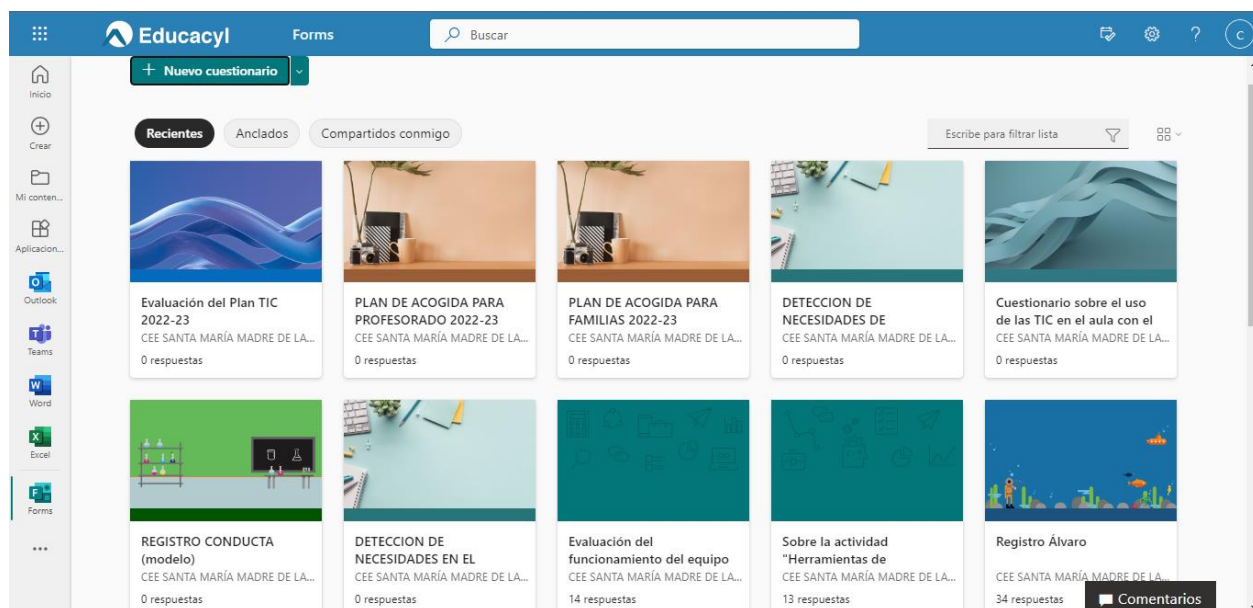 Educacyl
Forms
Buscar
?
C
Nuevo cuestionario
Inicio
Crear
Mi conten...
Aplicacion...
Outlook
Teams
Word
Excel
Forms
Recientes
Anclados
Compartidos conmigo
Escribe para filtrar lista
Evaluación del Plan TIC
2022-23
CEE SANTA MARÍA MADRE DE LA...
0 respuestas
PLAN DE ACOGIDA PARA
PROFESORADO 2022-23
CEE SANTA MARÍA MADRE DE LA...
0 respuestas
PLAN DE ACOGIDA PARA
FAMILIAS 2022-23
CEE SANTA MARÍA MADRE DE LA...
0 respuestas
DETECCION DE
NECESIDADES DE
CEE SANTA MARÍA MADRE DE LA...
0 respuestas
Cuestionario sobre el uso
de las TIC en el aula con el
CEE SANTA MARÍA MADRE DE LA...
0 respuestas
REGISTRO CONDUCTA
(modelo)
CEE SANTA MARÍA MADRE DE LA...
0 respuestas
DETECCION DE
NECESIDADES EN EL
CEE SANTA MARÍA MADRE DE LA...
0 respuestas
Evaluación del
funcionamiento del equipo
CEE SANTA MARÍA MADRE DE LA...
14 respuestas
Sobre la actividad
"Herramientas de
CEE SANTA MARÍA MADRE DE LA...
13 respuestas
Registro Álvaro
CEE SANTA MARÍA MADRE DE LA...
34 respuestas
Comentarios